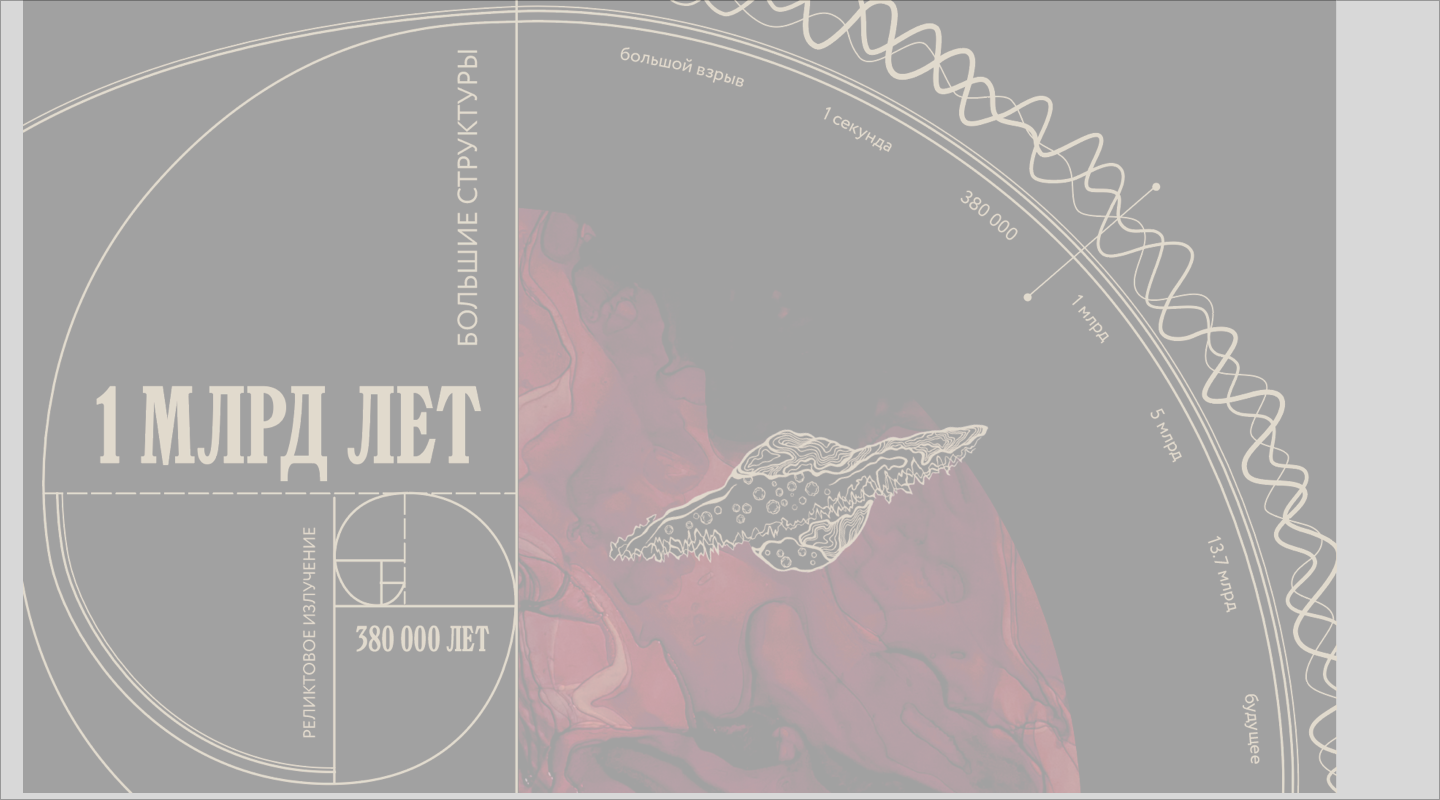 БОЛЬШИЕ СТРУКТУРЫ
1 МЛРД ЛЕТ
РЕЛИКТОВОЕ ИЗЛУЧЕНИЕ
380 000 ЛЕТ
большой взрыв
1 секунда
380 000
1 млрд
5 млрд
13.7 млрд
будущее